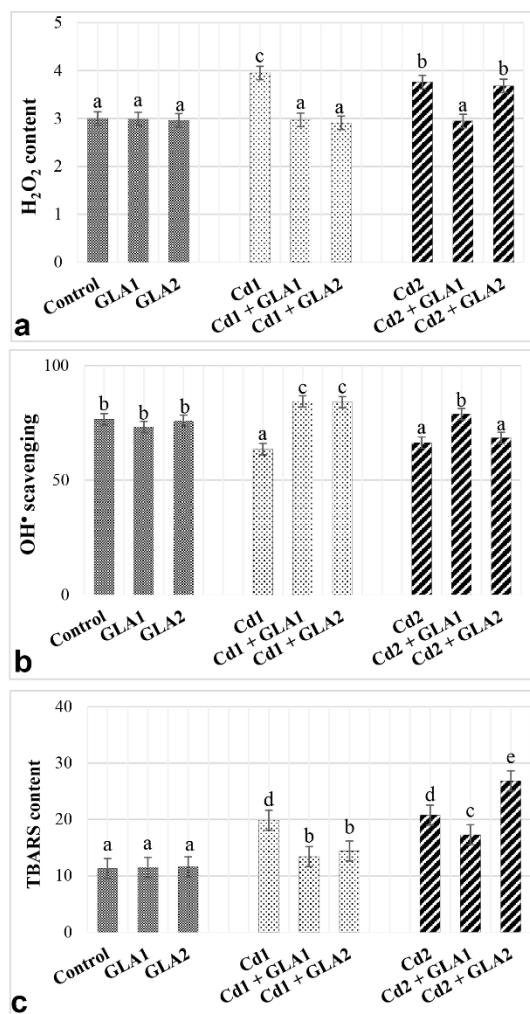 H₂O₂ content
5
4
3
2
1
0
a a a c a a b a b
Control GLA1 GLA2 Cd1 Cd1 + GLA1 Cd1 + GLA2 Cd2 Cd2 + GLA1 Cd2 + GLA2
a
OH• scavenging
100
50
0
b b b a c c a b a
Control GLA1 GLA2 Cd1 Cd1 + GLA1 Cd1 + GLA2 Cd2 Cd2 + GLA1 Cd2 + GLA2
b
TBARS content
40
30
20
10
0
a a a d b b d c e
Control GLA1 GLA2 Cd1 Cd1 + GLA1 Cd1 + GLA2 Cd2 Cd2 + GLA1 Cd2 + GLA2
c